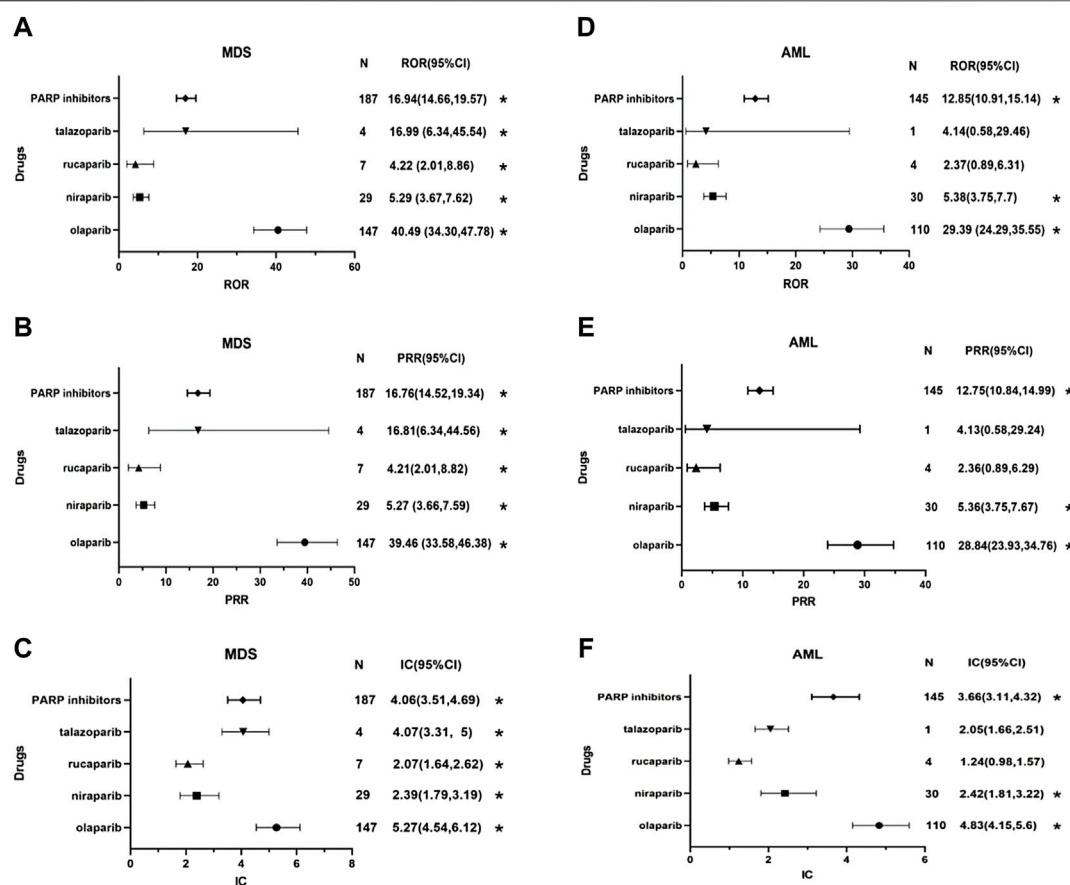 A
MDS
N ROR(95%CI)
PARP inhibitors 187 16.94(14.66,19.57) *
talazoparib 4 16.99 (6.34,45.54) *
rucaparib 7 4.22 (2.01,8.86) *
niraparib 29 5.29 (3.67,7.62) *
olaparib 147 40.49 (34.30,47.78) *
Drugs
0 20 40 60
ROR
B
MDS
N PRR(95%CI)
PARP inhibitors 187 16.76(14.52,19.34) *
talazoparib 4 16.81(6.34,44.56) *
rucaparib 7 4.21(2.01,8.82) *
niraparib 29 5.27 (3.66,7.59) *
olaparib 147 39.46 (33.58,46.38) *
Drugs
0 10 20 30 40 50
PRR
C
MDS
N IC(95%CI)
PARP inhibitors 187 4.06(3.51,4.69) *
talazoparib 4 4.07(3.31, 5) *
rucaparib 7 2.07(1.64,2.62) *
niraparib 29 2.39(1.79,3.19) *
olaparib 147 5.27(4.54,6.12) *
Drugs
0 2 4 6 8
IC
D
AML
N ROR(95%CI)
PARP inhibitors 145 12.85(10.91,15.14) *
talazoparib 1 4.14(0.58,29.46)
rucaparib 4 2.37(0.89,6.31)
niraparib 30 5.38(3.75,7.7) *
olaparib 110 29.39 (24.29,35.55) *
Drugs
0 10 20 30 40
ROR
E
AML
N PRR(95%CI)
PARP inhibitors 145 12.75(10.84,14.99) *
talazoparib 1 4.13(0.58,29.24)
rucaparib 4 2.36(0.89,6.29)
niraparib 30 5.36(3.75,7.67) *
olaparib 110 28.84(23.93,34.76) *
Drugs
0 10 20 30 40
PRR
F
AML
N IC(95%CI)
PARP inhibitors 145 3.66(3.11,4.32) *
talazoparib 1 2.05(1.66,2.51)
rucaparib 4 1.24(0.98,1.57)
niraparib 30 2.42(1.81,3.22) *
olaparib 110 4.83(4.15,5.6) *
Drugs
0 2 4 6
IC